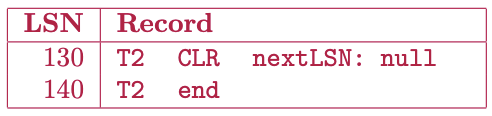 LSN Record
130 T2 CLR nextLSN: null
140 T2 end